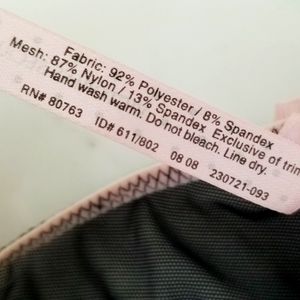 Fabric: 92% Polyester / 8% Spandex
Mesh: 87% Nylon / 13% Spandex Exclusive of trim
Hand wash warm. Do not bleach. Line dry.
RN# 80763 ID# 611/802 08 08 230721-093